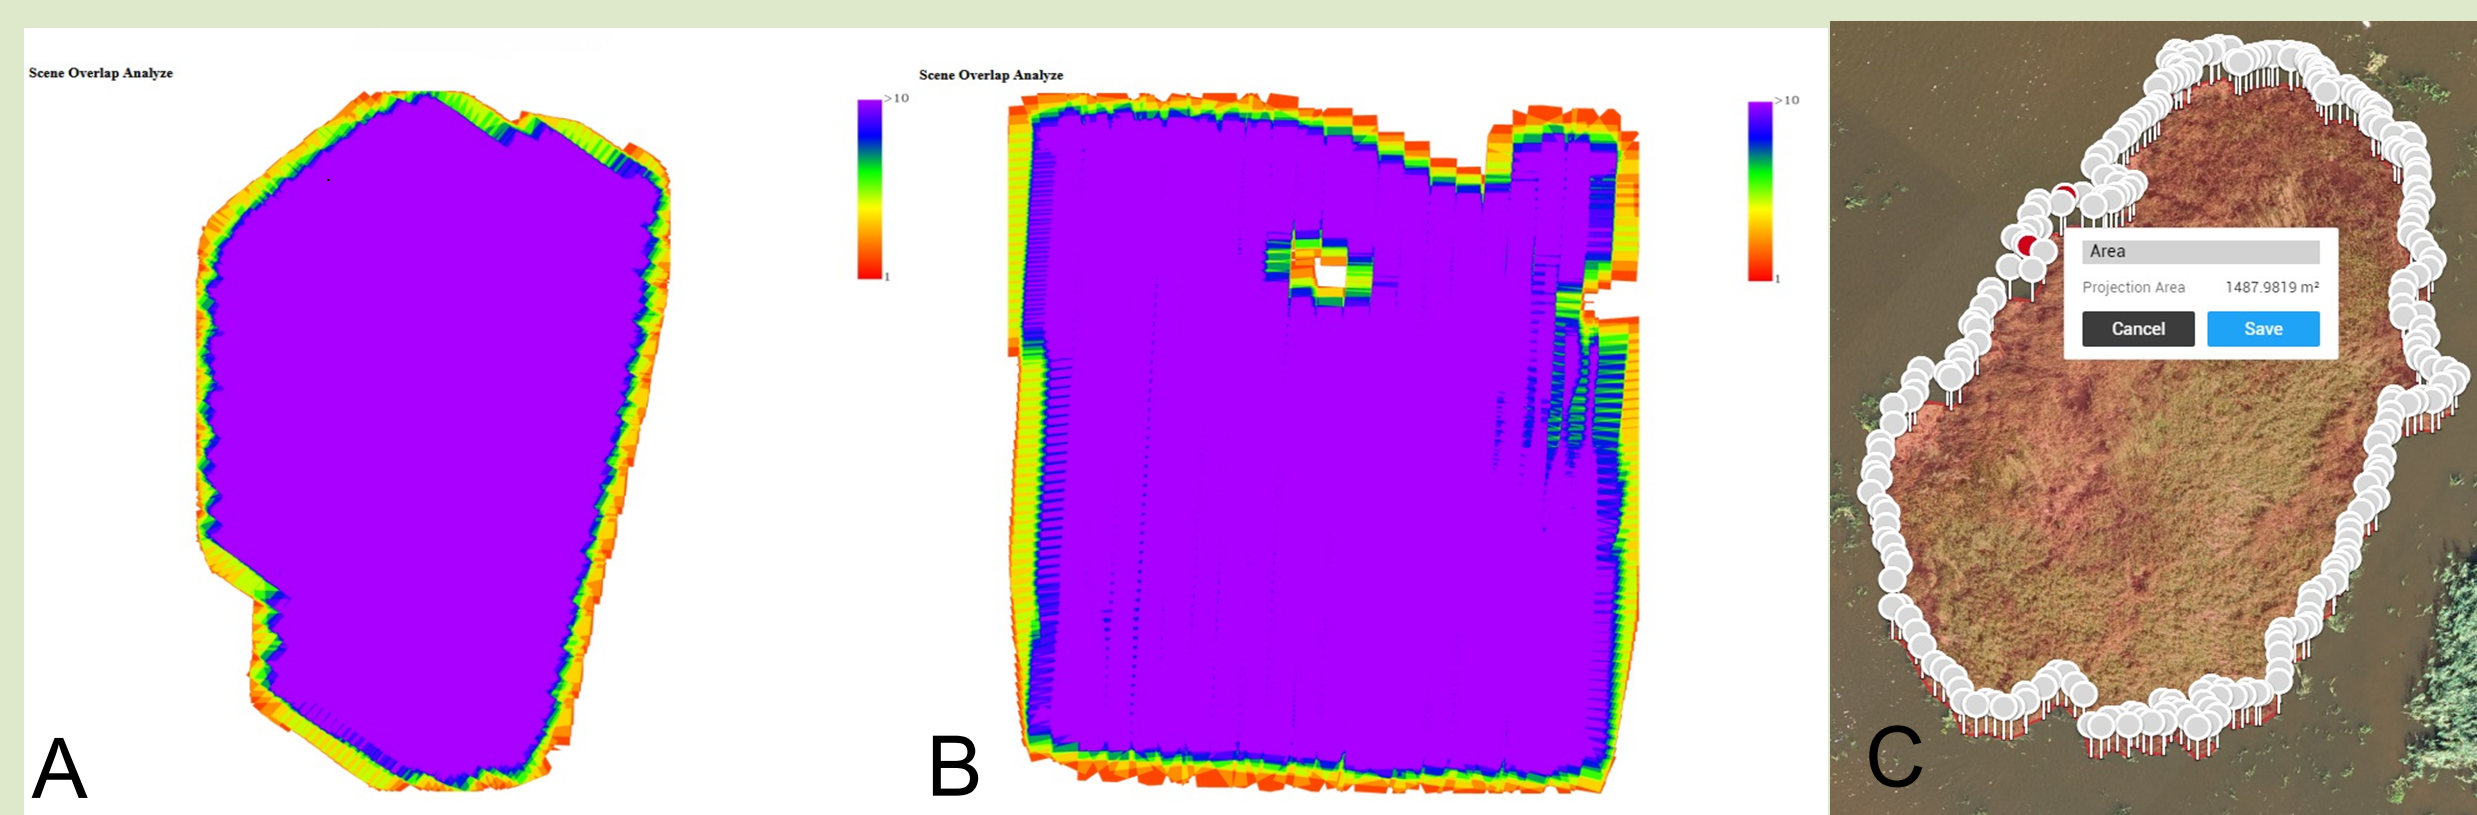 Scene Overlap Analyze
>10
1
A
Scene Overlap Analyze
>10
1
B
Area
Projection Area 1487.9819 m²
Cancel Save
C